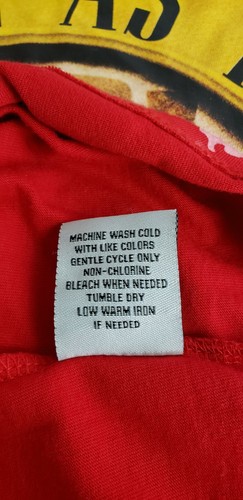 AS
MACHINE WASH COLD
WITH LIKE COLORS
GENTLE CYCLE ONLY
NON-CHLORINE
BLEACH WHEN NEEDED
TUMBLE DRY
LOW WARM IRON
IF NEEDED